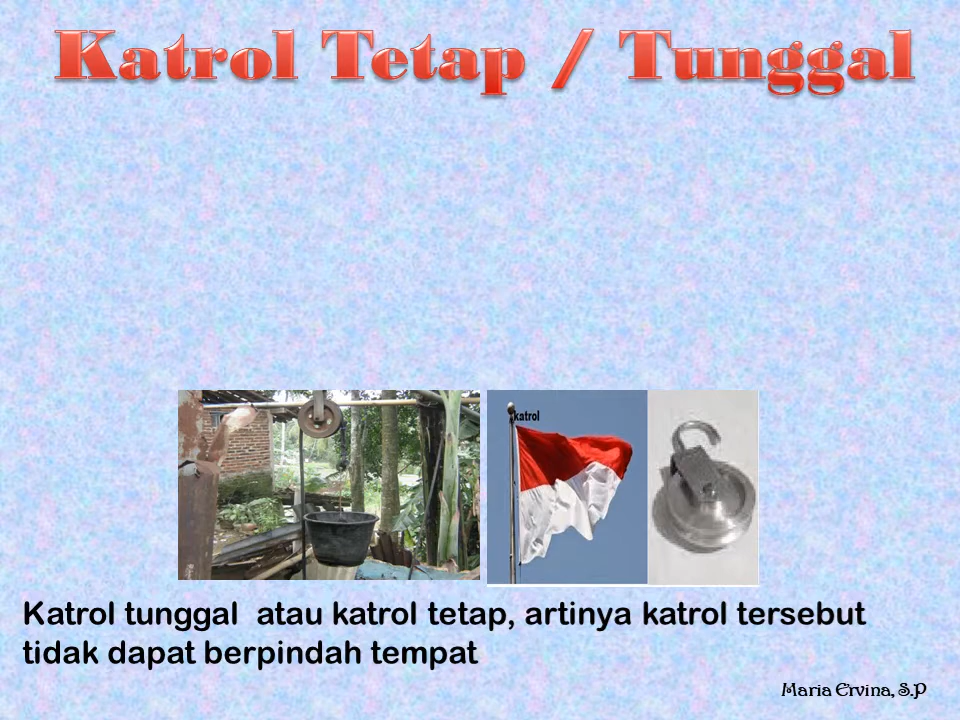 Katrol Tetap / Tunggal
katrol
Katrol tunggal atau katrol tetap, artinya katrol tersebut
tidak dapat berpindah tempat
Maria Ervina, S.P